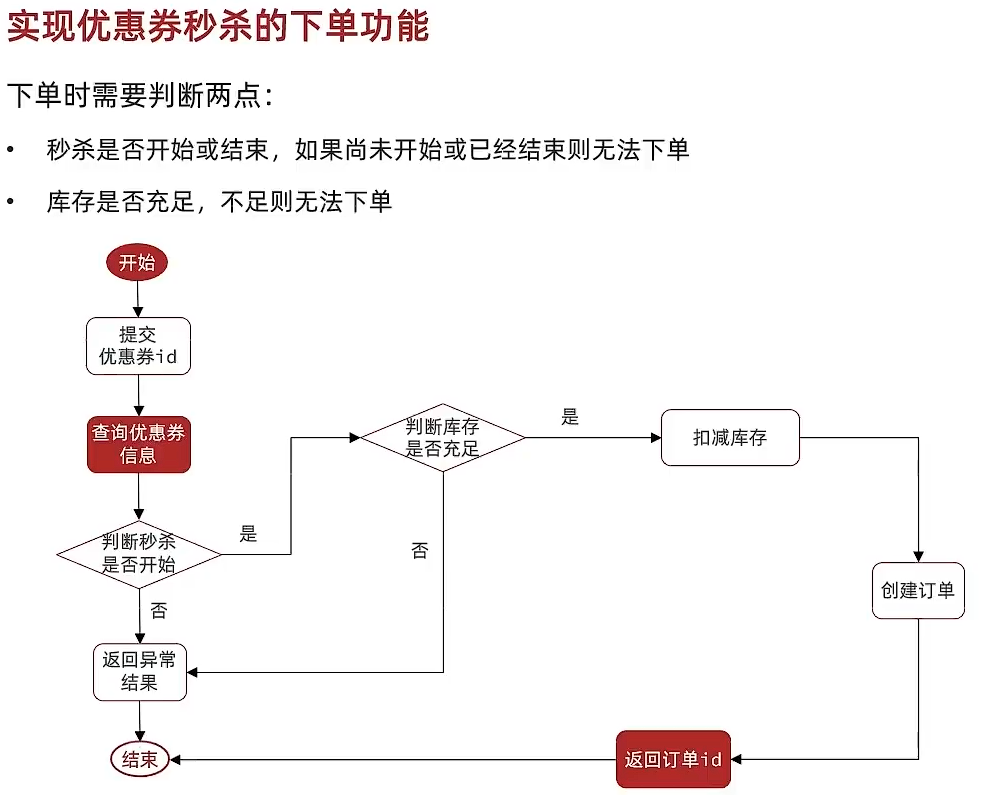 实现优惠券秒杀的下单功能
下单时需要判断两点：
• 秒杀是否开始或结束，如果尚未开始或已经结束则无法下单
• 库存是否充足，不足则无法下单
开始
提交
优惠券id
查询优惠券
信息
判断秒杀
是否开始
是
否
返回异常
结果
结束
判断库存
是否充足
是
否
扣减库存
创建订单
返回订单id